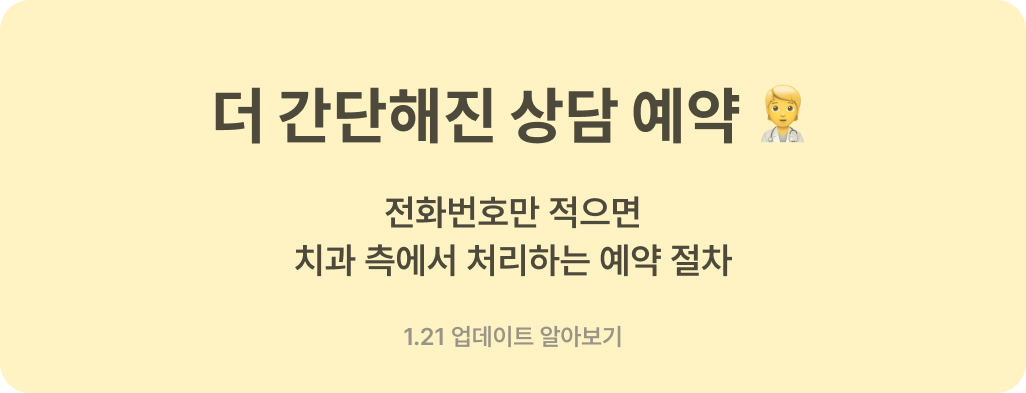 더 간단해진 상담 예약 🧑‍⚕️
전화번호만 적으면
치과 측에서 처리하는 예약 절차
1.21 업데이트 알아보기